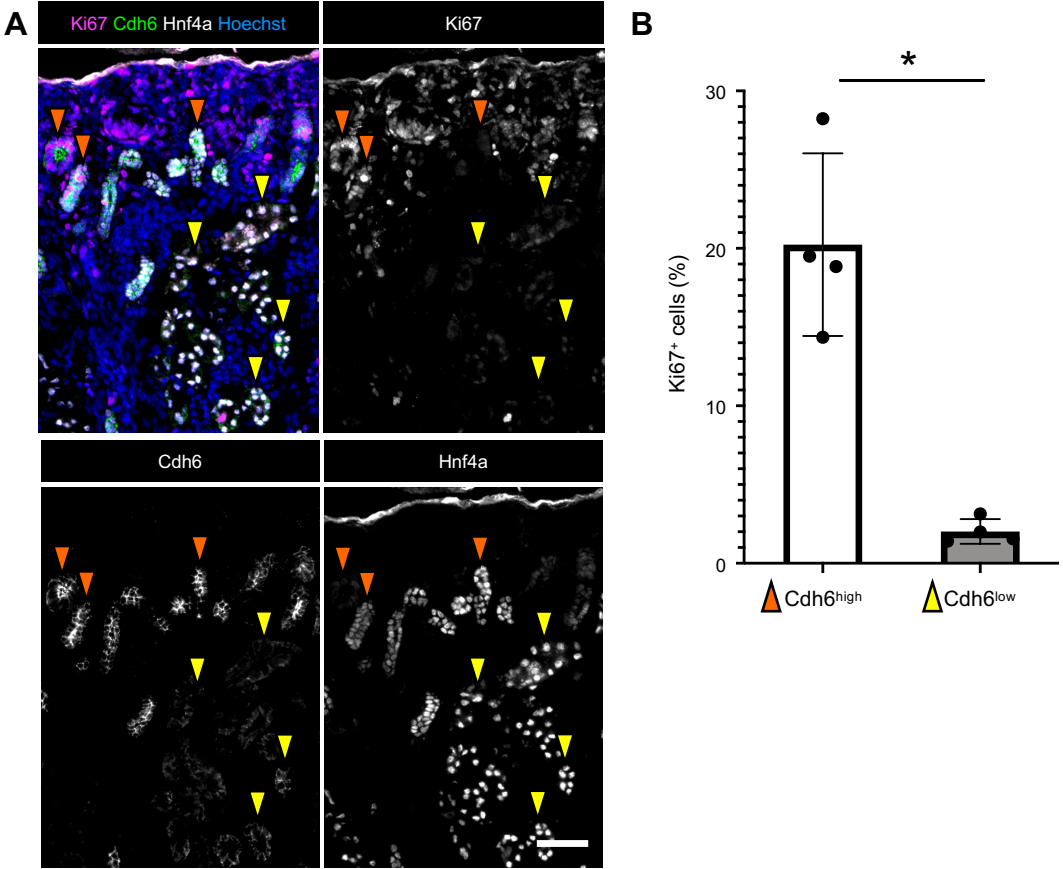 A
Ki67 Cdh6 Hnf4a Hoechst
Ki67
Cdh6
Hnf4a
B
*
30
20
10
0
Ki67⁺ cells (%)
Cdh6ʰⁱᵍʰ
Cdh6ˡᵒʷ